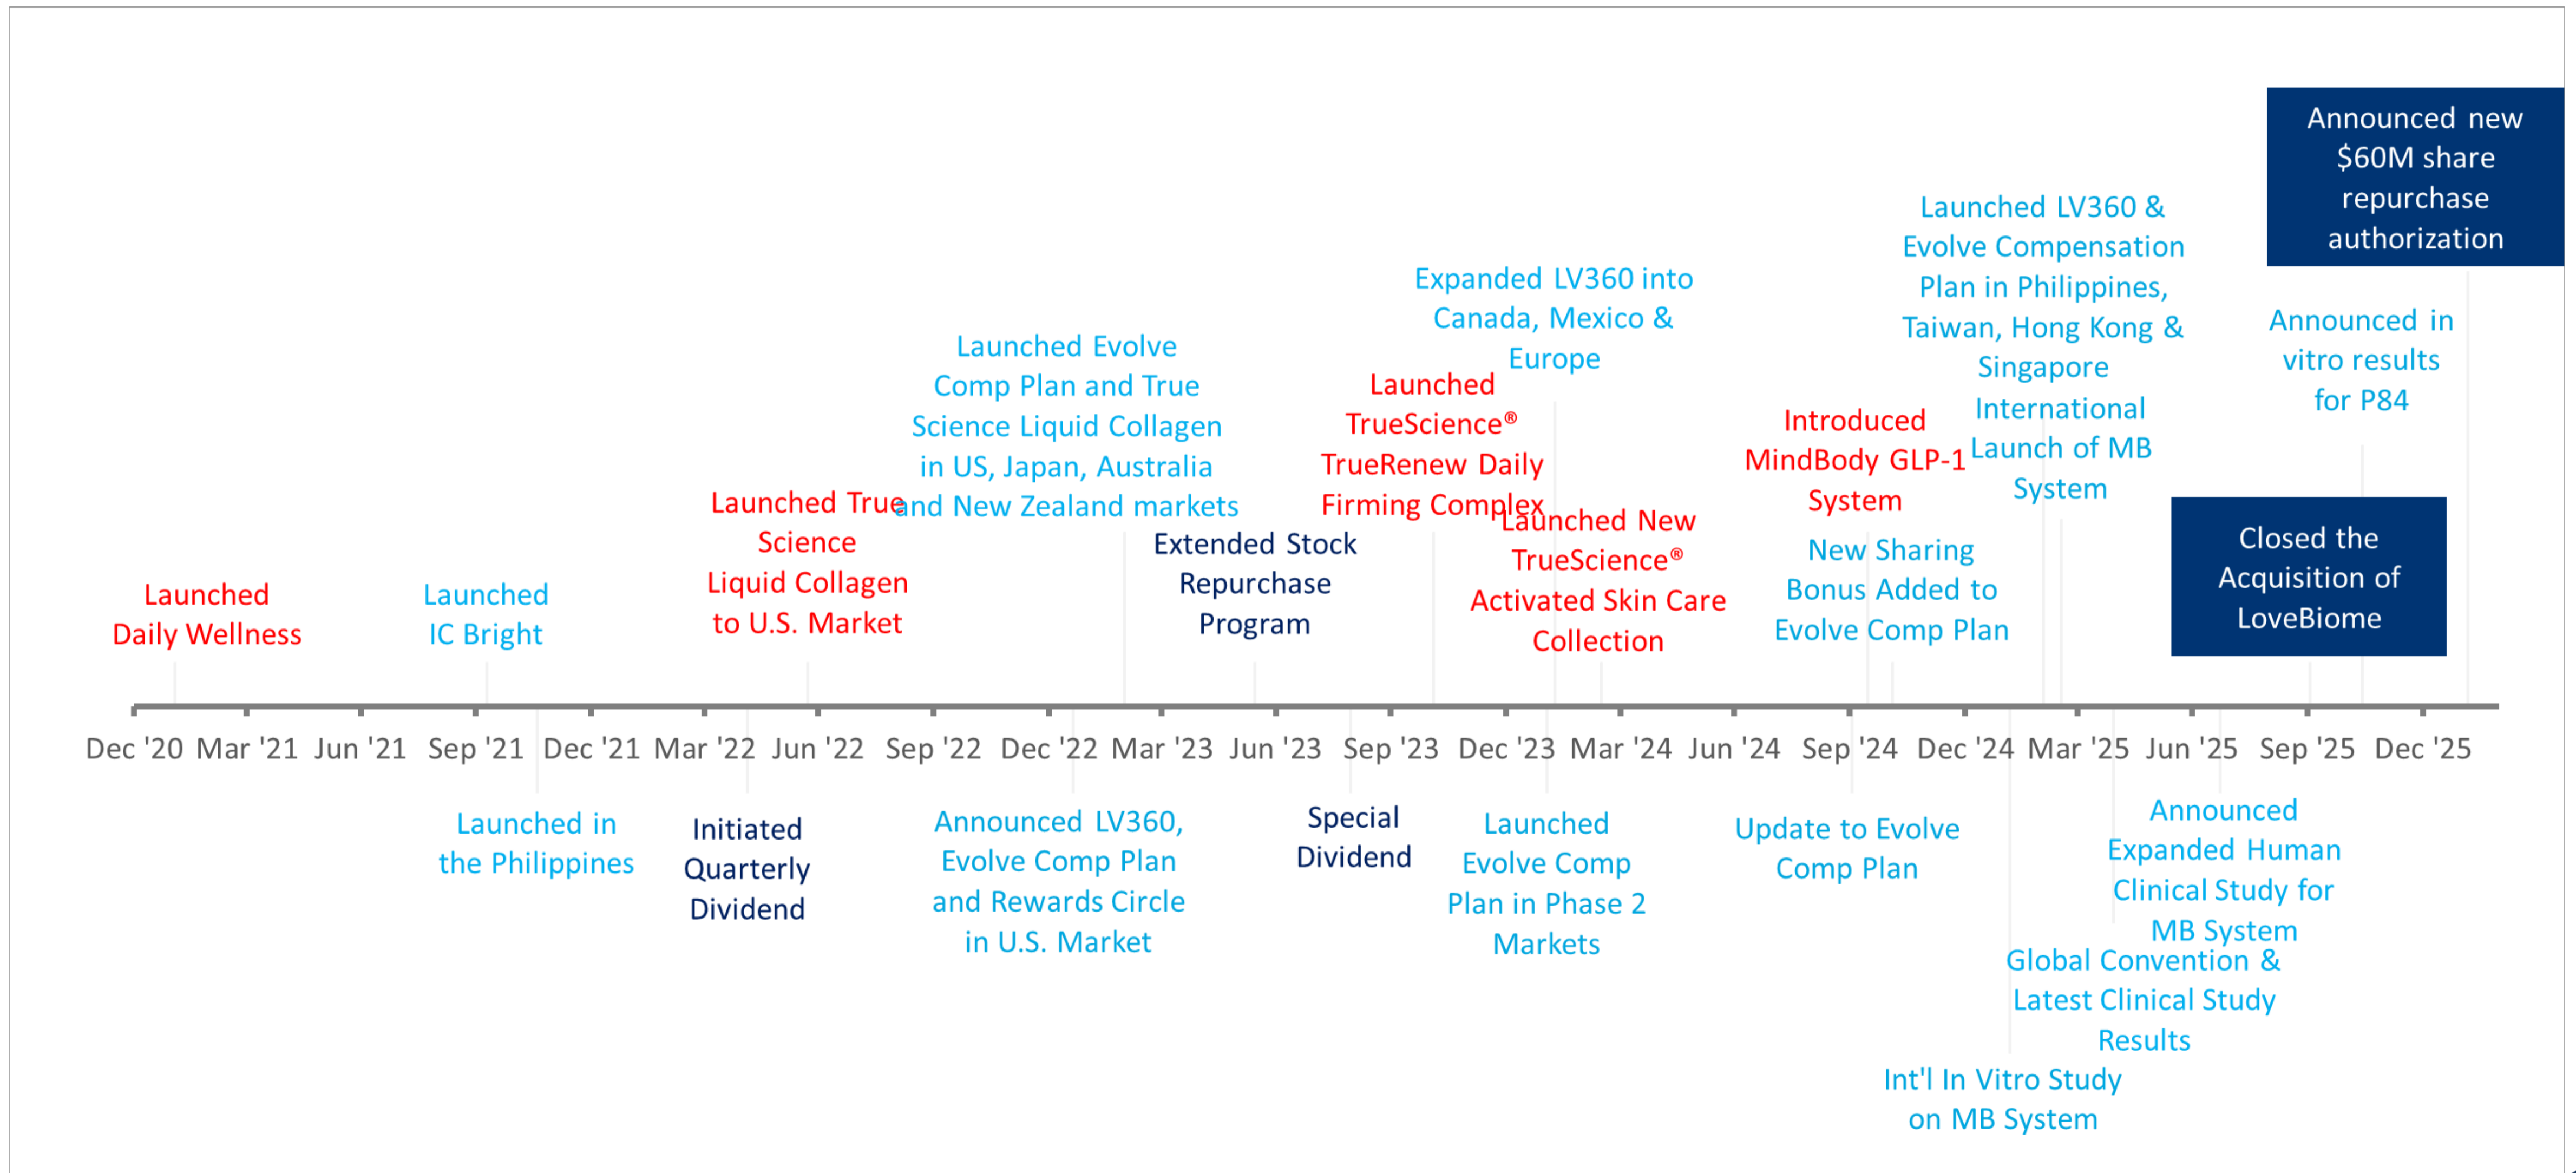 Announced new
$60M share
repurchase
authorization
Launched LV360 &
Evolve Compensation
Plan in Philippines,
Taiwan, Hong Kong &
Singapore
Expanded LV360 into
Canada, Mexico &
Europe
Announced in
vitro results
for P84
Launched Evolve
Comp Plan and True
Science Liquid Collagen
in US, Japan, Australia
and New Zealand markets
Launched
TrueScience®
TrueRenew Daily
Firming Complex
Introduced
MindBody GLP-1
System
International
Launch of MB
System
Launched True
Science
Liquid Collagen
to U.S. Market
Extended Stock
Repurchase
Program
Launched New
TrueScience®
Activated Skin Care
Collection
New Sharing
Bonus Added to
Evolve Comp Plan
Closed the
Acquisition of
LoveBiome
Launched
Daily Wellness
Launched
IC Bright
Dec '20 Mar '21 Jun '21 Sep '21 Dec '21 Mar '22 Jun '22 Sep '22 Dec '22 Mar '23 Jun '23 Sep '23 Dec '23 Mar '24 Jun '24 Sep '24 Dec '24 Mar '25 Jun '25 Sep '25 Dec '25
Launched in
the Philippines
Initiated
Quarterly
Dividend
Announced LV360,
Evolve Comp Plan
and Rewards Circle
in U.S. Market
Special
Dividend
Launched
Evolve Comp
Plan in Phase 2
Markets
Update to Evolve
Comp Plan
Announced
Expanded Human
Clinical Study for
MB System
Global Convention &
Latest Clinical Study
Results
Int'l In Vitro Study
on MB System